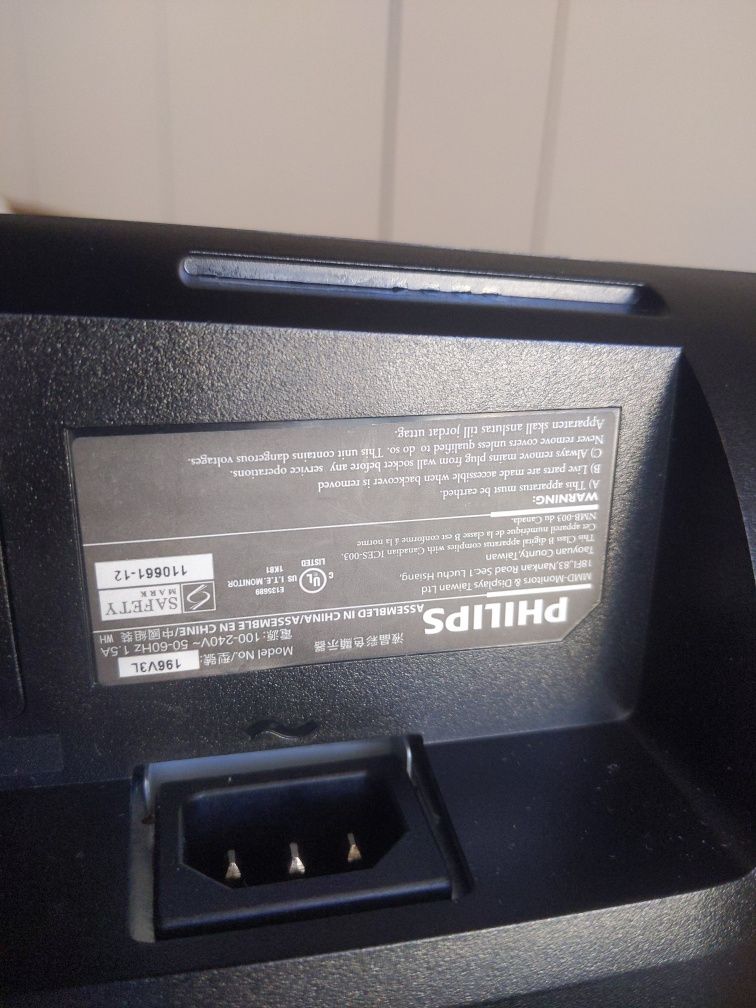 PHILIPS
液晶彩色顯示器
Model No./型號: 196V3L
電源: 100-240V~ 50-60Hz 1.5A
ASSEMBLED IN CHINA/ASSEMBLE EN CHINE/中國組裝 WH
MMD-Monitors & Displays Taiwan Ltd
18Fl.,83, Nankan Road Sec.1 Luchu Hsiang,
Taoyuan County,Taiwan
This Class B digital apparatus complies with Canadian ICES-003.
Cet appareil numérique de la classe B est conforme á la norme
NMB-003 du Canada.
E135689
C UL US I.T.E. MONITOR
LISTED 1K81
SAFETY
MARK
110661-12
WARNING:
A) This apparatus must be earthed.
B) Live parts are made accessible when backcover is removed
C) Always remove mains plug from wall socket before any service operations.
Never remove covers unless qualified to do so. This unit contains dangerous voltages.
Apparaten skall anslutas till jordat uttag.